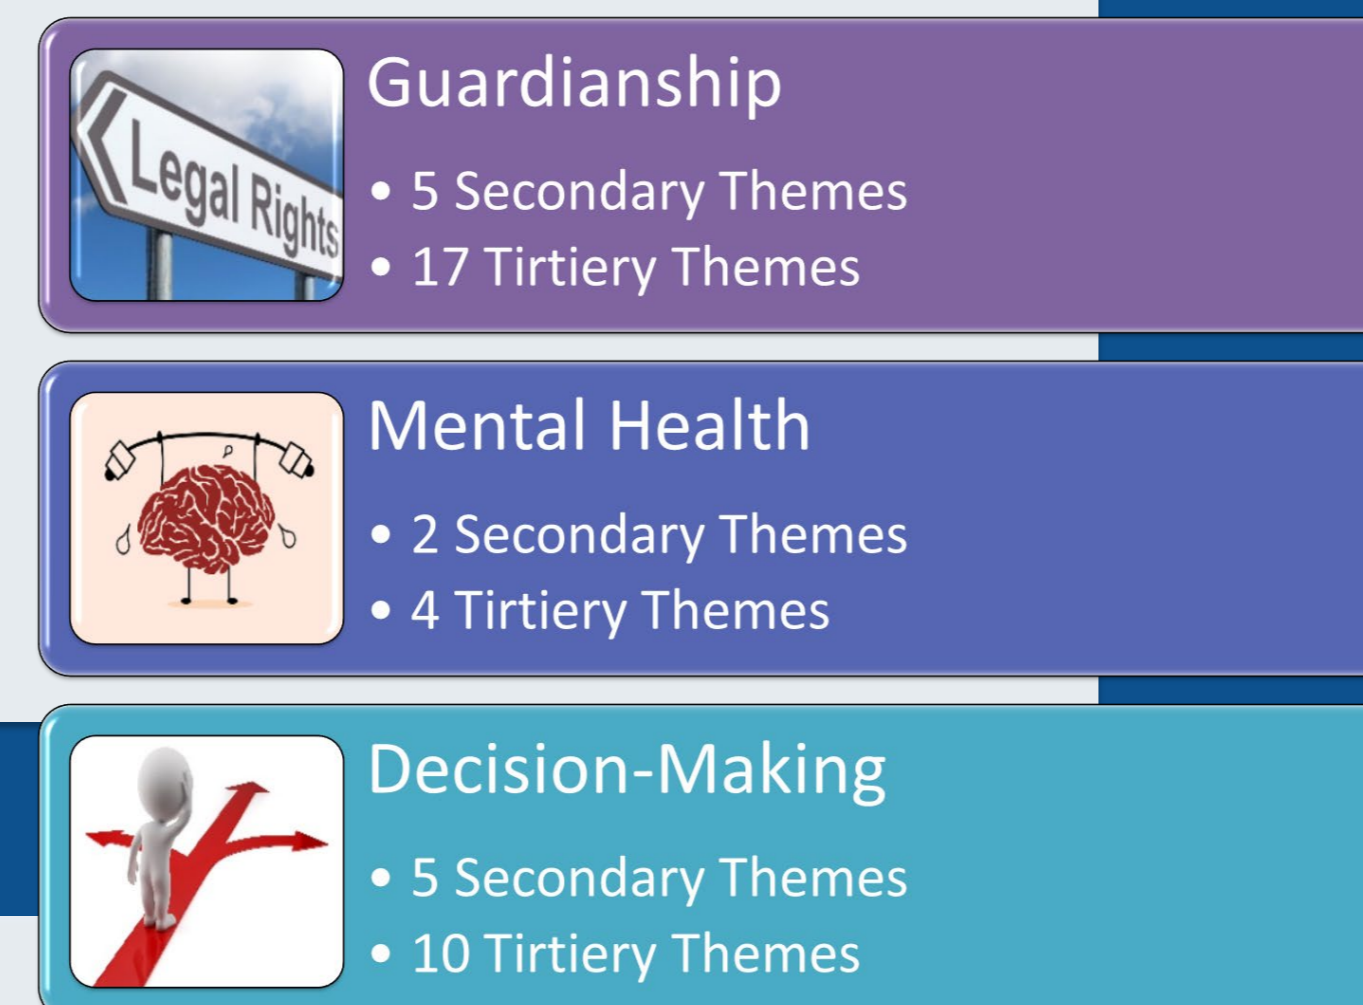 Legal Rights
Guardianship
• 5 Secondary Themes
• 17 Tirtiery Themes
Mental Health
• 2 Secondary Themes
• 4 Tirtiery Themes
Decision-Making
• 5 Secondary Themes
• 10 Tirtiery Themes